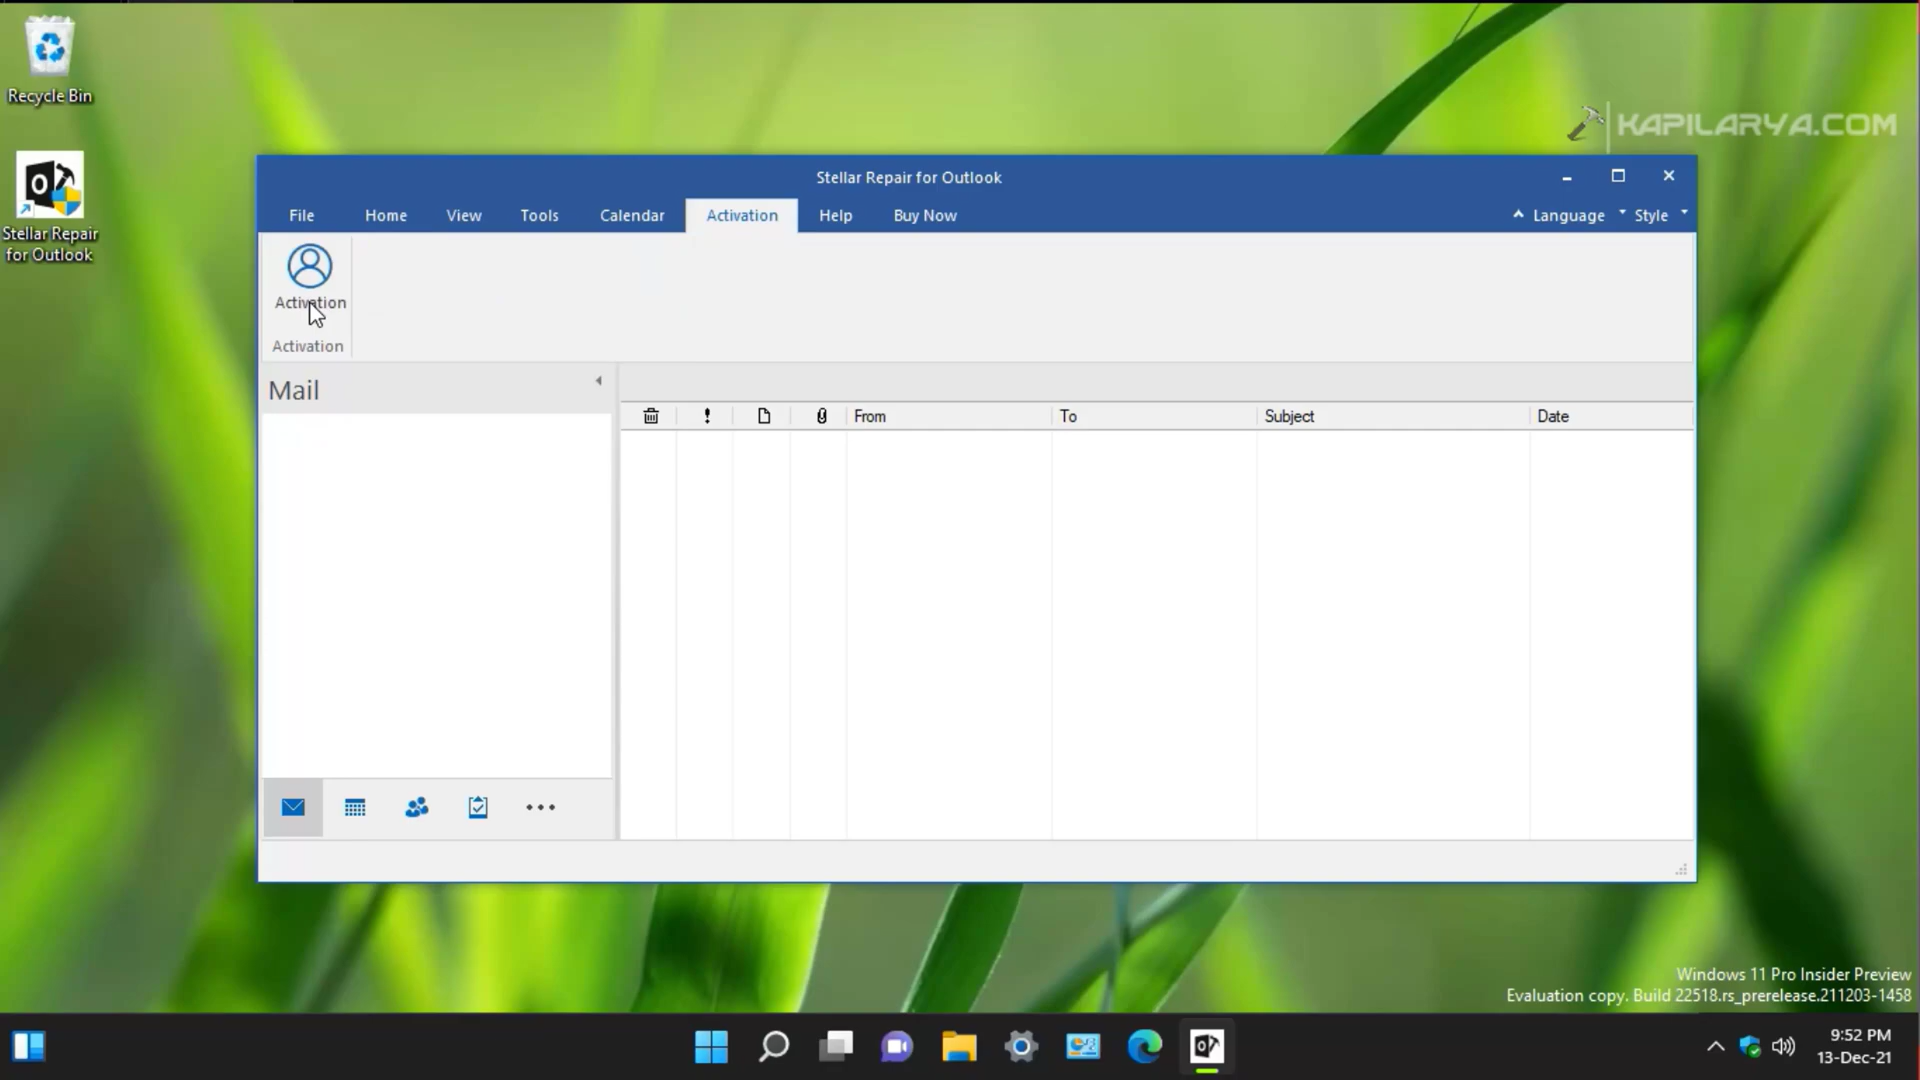 Recycle Bin
Stellar Repair
for Outlook
KAPILARYA.COM
Stellar Repair for Outlook
File Home View Tools Calendar Activation Help Buy Now Language Style
Activation
Activation
Mail
! From To Subject Date
Windows 11 Pro Insider Preview
Evaluation copy. Build 22518.rs_prerelease.211203-1458
9:52 PM
13-Dec-21